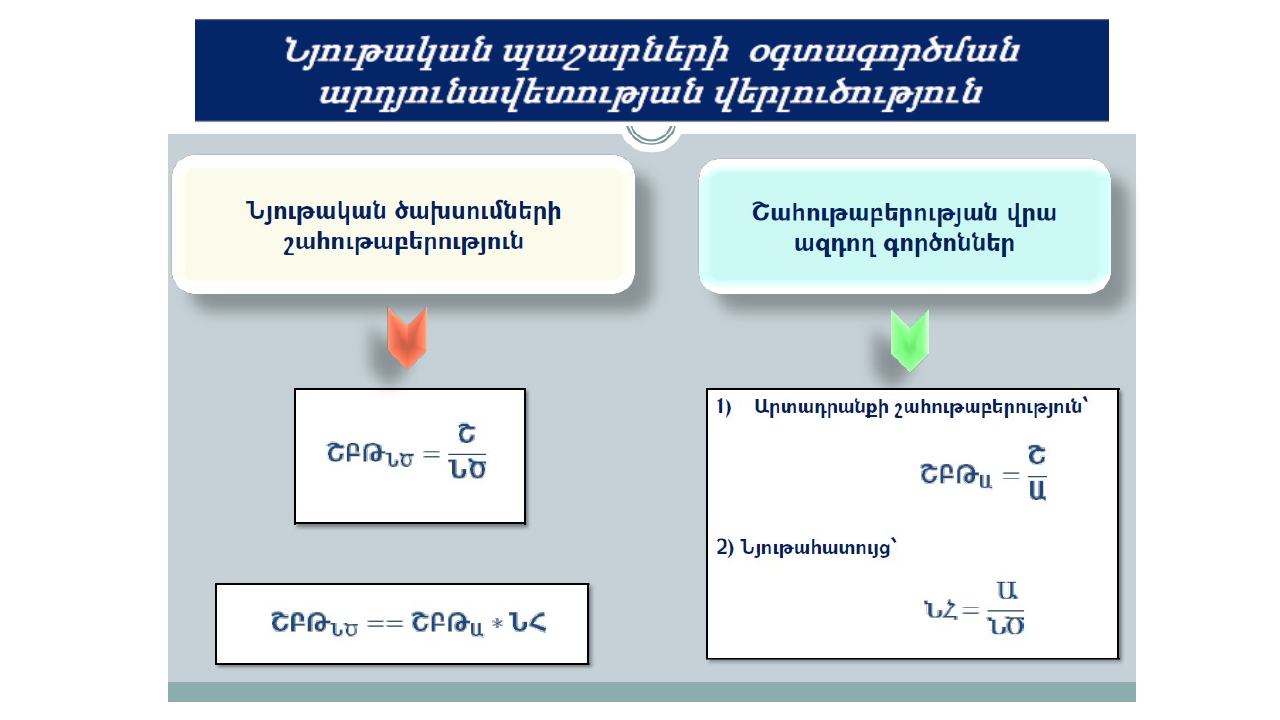 Նյութական պաշարների օգտագործման
արդյունավետության վերլուծություն
Նյութական ծախսումների
շահութաբերություն
ՇԲԹՆԾ = Շ/ՆԾ
ՇԲԹՆԾ == ՇԲԹԱ * ՆՀ
Շահութաբերության վրա
ազդող գործոններ
1) Արտադրանքի շահութաբերություն՝
ՇԲԹԱ = Շ/Ա
2) Նյութահատույց՝
ՆՀ = Ա/ՆԾ